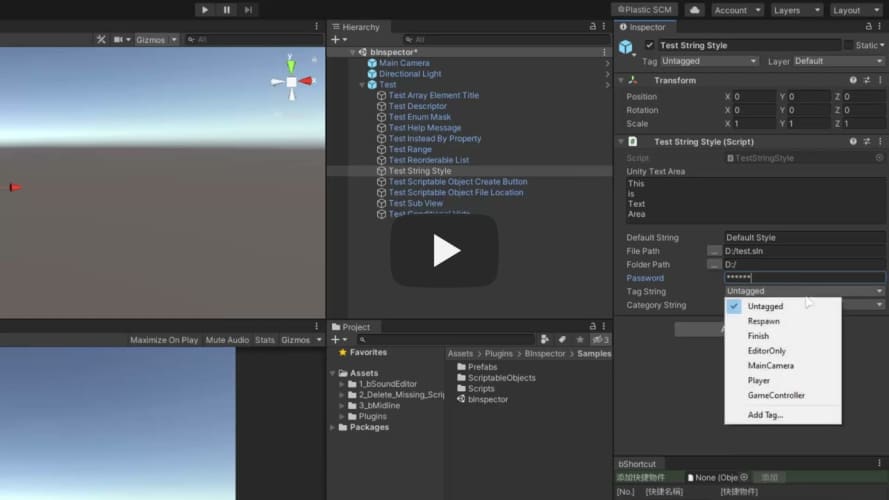 Plastic SCM
Account
Layers
Layout
Gizmos
All
Hierarchy
All
bInspector*
Main Camera
Directional Light
Test
Test Array Element Title
Test Descriptor
Test Enum Mask
Test Help Message
Test Instead By Property
Test Range
Test Reorderable List
Test String Style
Test Scriptable Object Create Button
Test Scriptable Object File Location
Test Sub View
Inspector
Test String Style
Static
Tag Untagged
Layer Default
Transform
Position X 0 Y 0 Z 0
Rotation X 0 Y 0 Z 0
Scale X 1 Y 1 Z 1
Test String Style (Script)
Script TestStringStyle
Unity Text Area
This
is
Text
Area
Default String Default Style
File Path ... D:/test.sln
Folder Path ... D:/
Password ******
Tag String Untagged
Category String
Untagged
Respawn
Finish
EditorOnly
MainCamera
Player
GameController
Add Tag...
Maximize On Play Mute Audio Stats Gizmos
Project
3
Favorites
Assets
1_bSoundEditor
2_Delete_Missing_Scri
3_bMidline
Plugins
Packages
Assets > Plugins > BInspector > Samples
Prefabs
ScriptableObjects
Scripts
bInspector
bShortcut
添加快捷物件 None (Obje 添加
[No.] [快捷名稱] [快捷物件]